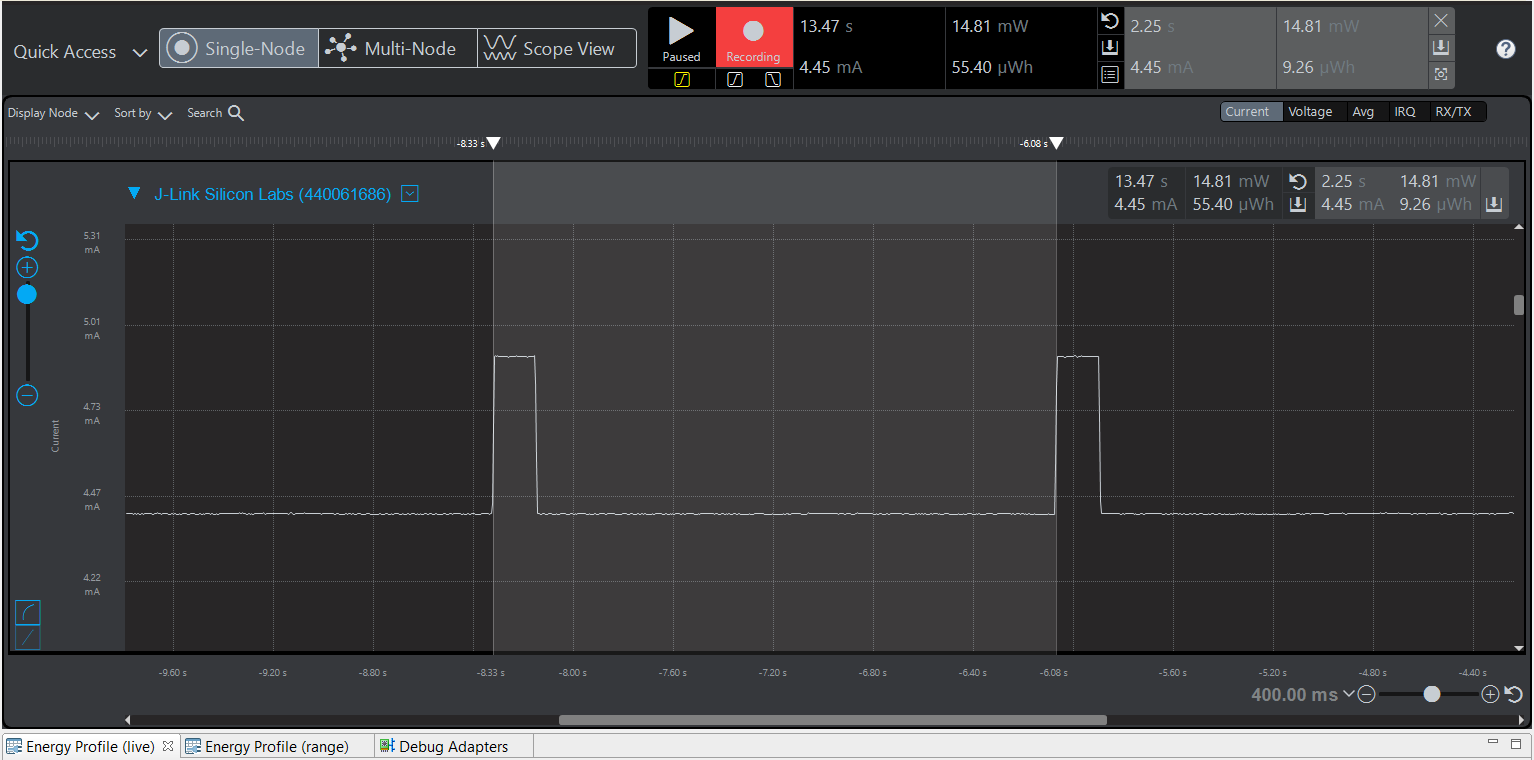 Quick Access
Single-Node
Multi-Node
Scope View
Paused
Recording
13.47 s
14.81 mW
4.45 mA
55.40 µWh
2.25 s
14.81 mW
4.45 mA
9.26 µWh
?
Display Node
Sort by
Search
Current
Voltage
Avg
IRQ
RX/TX
-8.33 s
-6.08 s
J-Link Silicon Labs (440061686)
13.47 s
14.81 mW
2.25 s
14.81 mW
4.45 mA
55.40 µWh
4.45 mA
9.26 µWh
5.31
mA
5.01
mA
4.73
mA
Current
4.47
mA
4.22
mA
-9.60 s
-9.20 s
-8.80 s
-8.33 s
-8.00 s
-7.60 s
-7.20 s
-6.80 s
-6.40 s
-6.08 s
-5.60 s
-5.20 s
-4.80 s
-4.40 s
400.00 ms
Energy Profile (live)
Energy Profile (range)
Debug Adapters